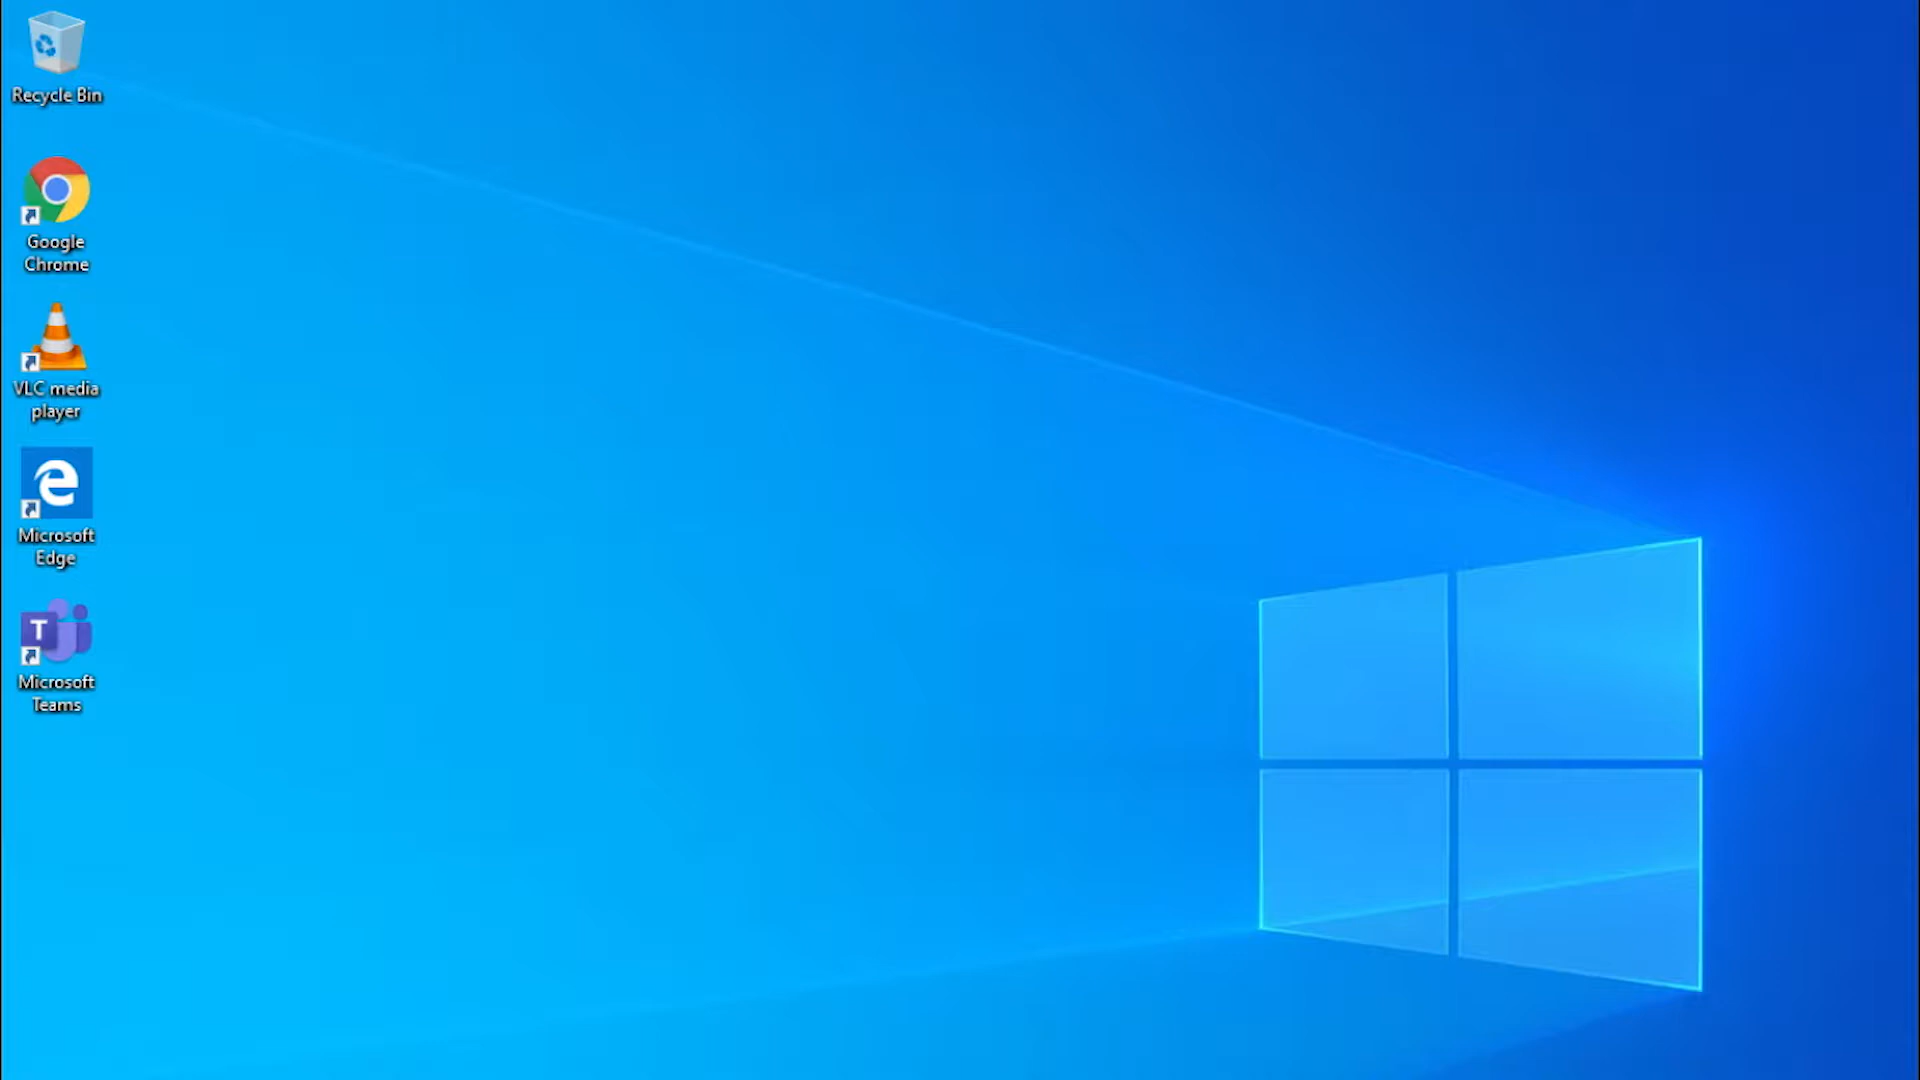 Recycle Bin
Google
Chrome
VLC media
player
Microsoft
Edge
T
Microsoft
Teams